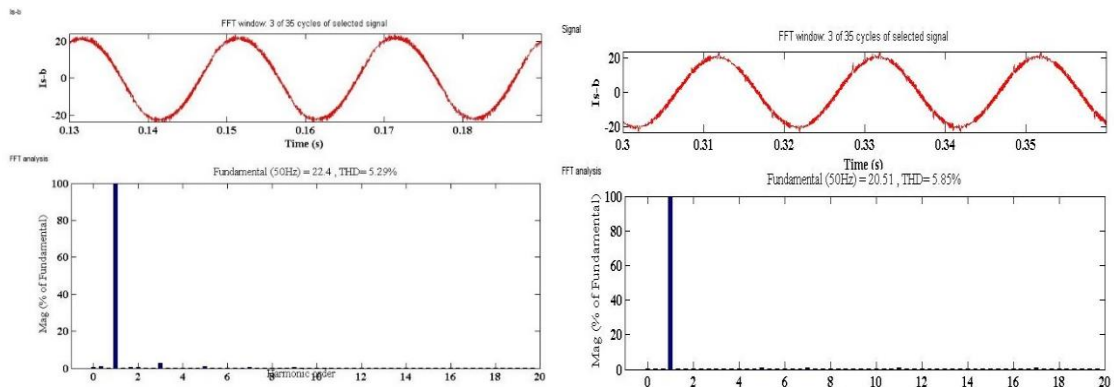 Is-b
FFT window: 3 of 35 cycles of selected signal
Is-b
20
0
-20
0.13 0.14 0.15 0.16 0.17 0.18
Time (s)
FFT analysis
Fundamental (50Hz) = 22.4 , THD= 5.29%
Mag (% of Fundamental)
100
80
60
40
20
0
0 2 4 6 8 10 12 14 16 18 20
Harmonic order
Signal
FFT window: 3 of 35 cycles of selected signal
Is-b
20
0
-20
0.3 0.31 0.32 0.33 0.34 0.35
Time (s)
FFT analysis
Fundamental (50Hz) = 20.51 , THD= 5.85%
Mag (% of Fundamental)
100
80
60
40
20
0
0 2 4 6 8 10 12 14 16 18 20